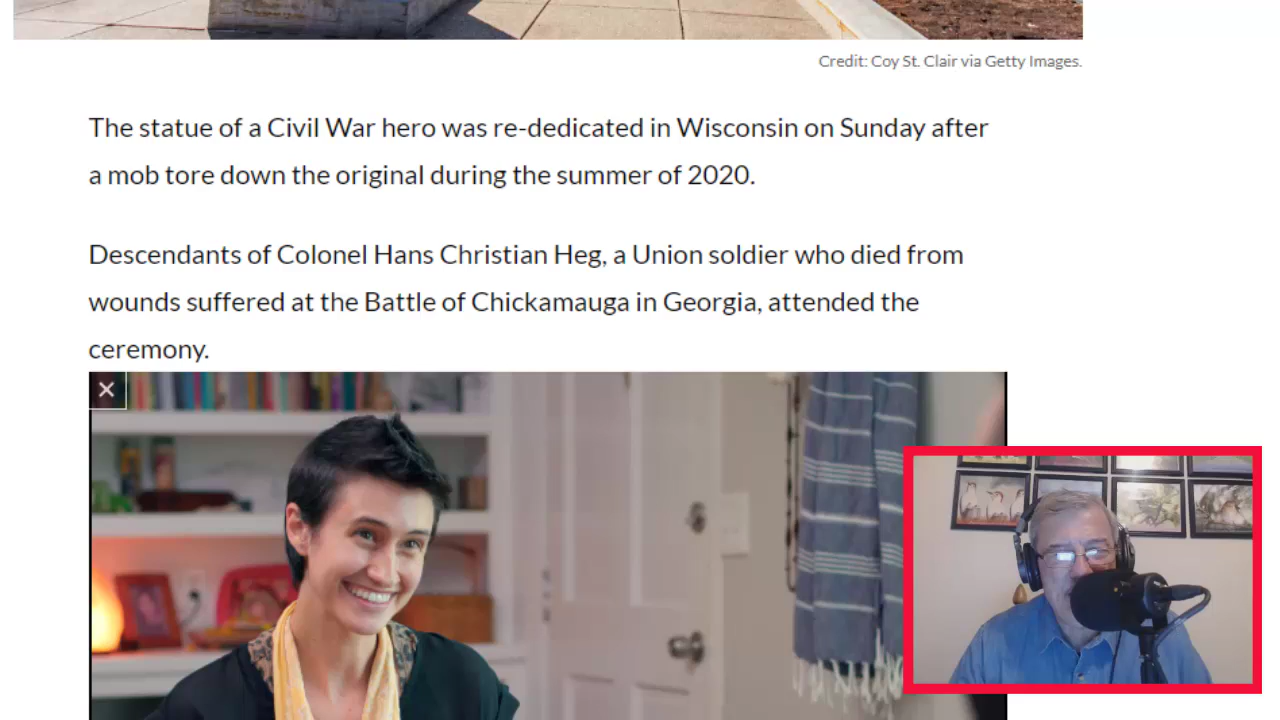 Credit: Coy St. Clair via Getty Images.
The statue of a Civil War hero was re-dedicated in Wisconsin on Sunday after
a mob tore down the original during the summer of 2020.
Descendants of Colonel Hans Christian Heg, a Union soldier who died from
wounds suffered at the Battle of Chickamauga in Georgia, attended the
ceremony.